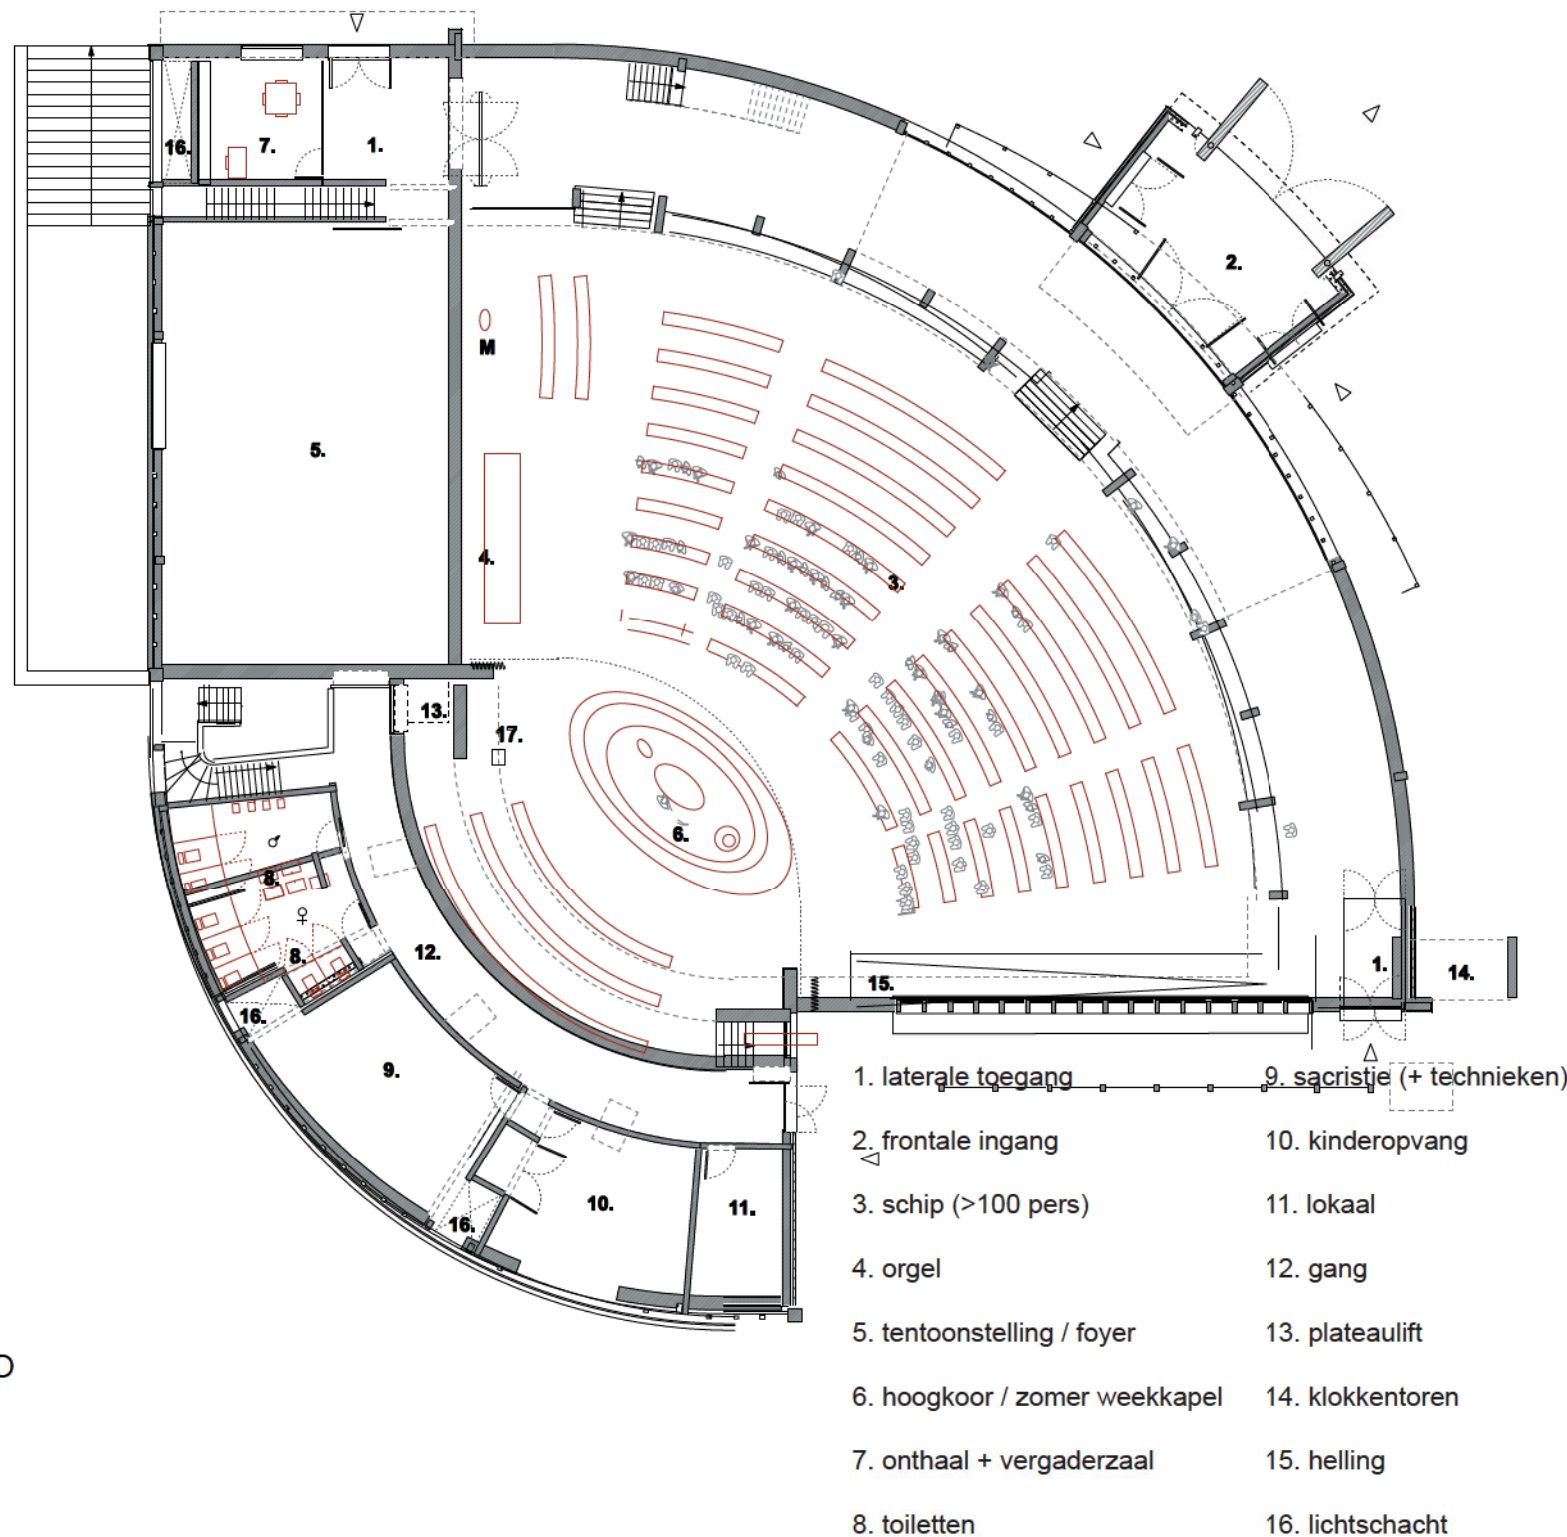 16.
7.
1.
2.
M
5.
4.
3.
13.
17.
6.
♂
8.
♀
8.
12.
15.
1.
14.
16.
9.
10.
11.
16.
O
1. laterale toegang
2. frontale ingang
3. schip (>100 pers)
4. orgel
5. tentoonstelling / foyer
6. hoogkoor / zomer weekkapel
7. onthaal + vergaderzaal
8. toiletten
9. sacristie (+ technieken)
10. kinderopvang
11. lokaal
12. gang
13. plateaulift
14. klokkentoren
15. helling
16. lichtschacht